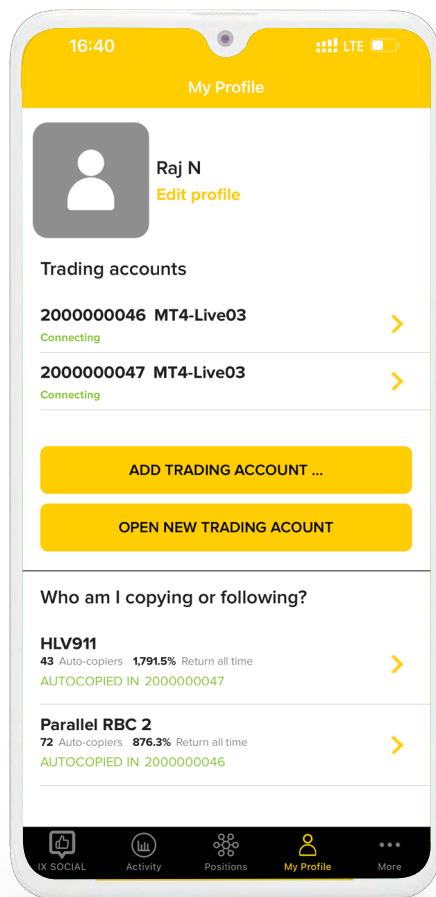 16:40 LTE
My Profile
Raj N
Edit profile
Trading accounts
2000000046 MT4-Live03
Connecting
2000000047 MT4-Live03
Connecting
ADD TRADING ACCOUNT ...
OPEN NEW TRADING ACOUNT
Who am I copying or following?
HLV911
43 Auto-copiers 1,791.5% Return all time
AUTOCOPIED IN 2000000047
Parallel RBC 2
72 Auto-copiers 876.3% Return all time
AUTOCOPIED IN 2000000046
IX SOCIAL Activity Positions My Profile More